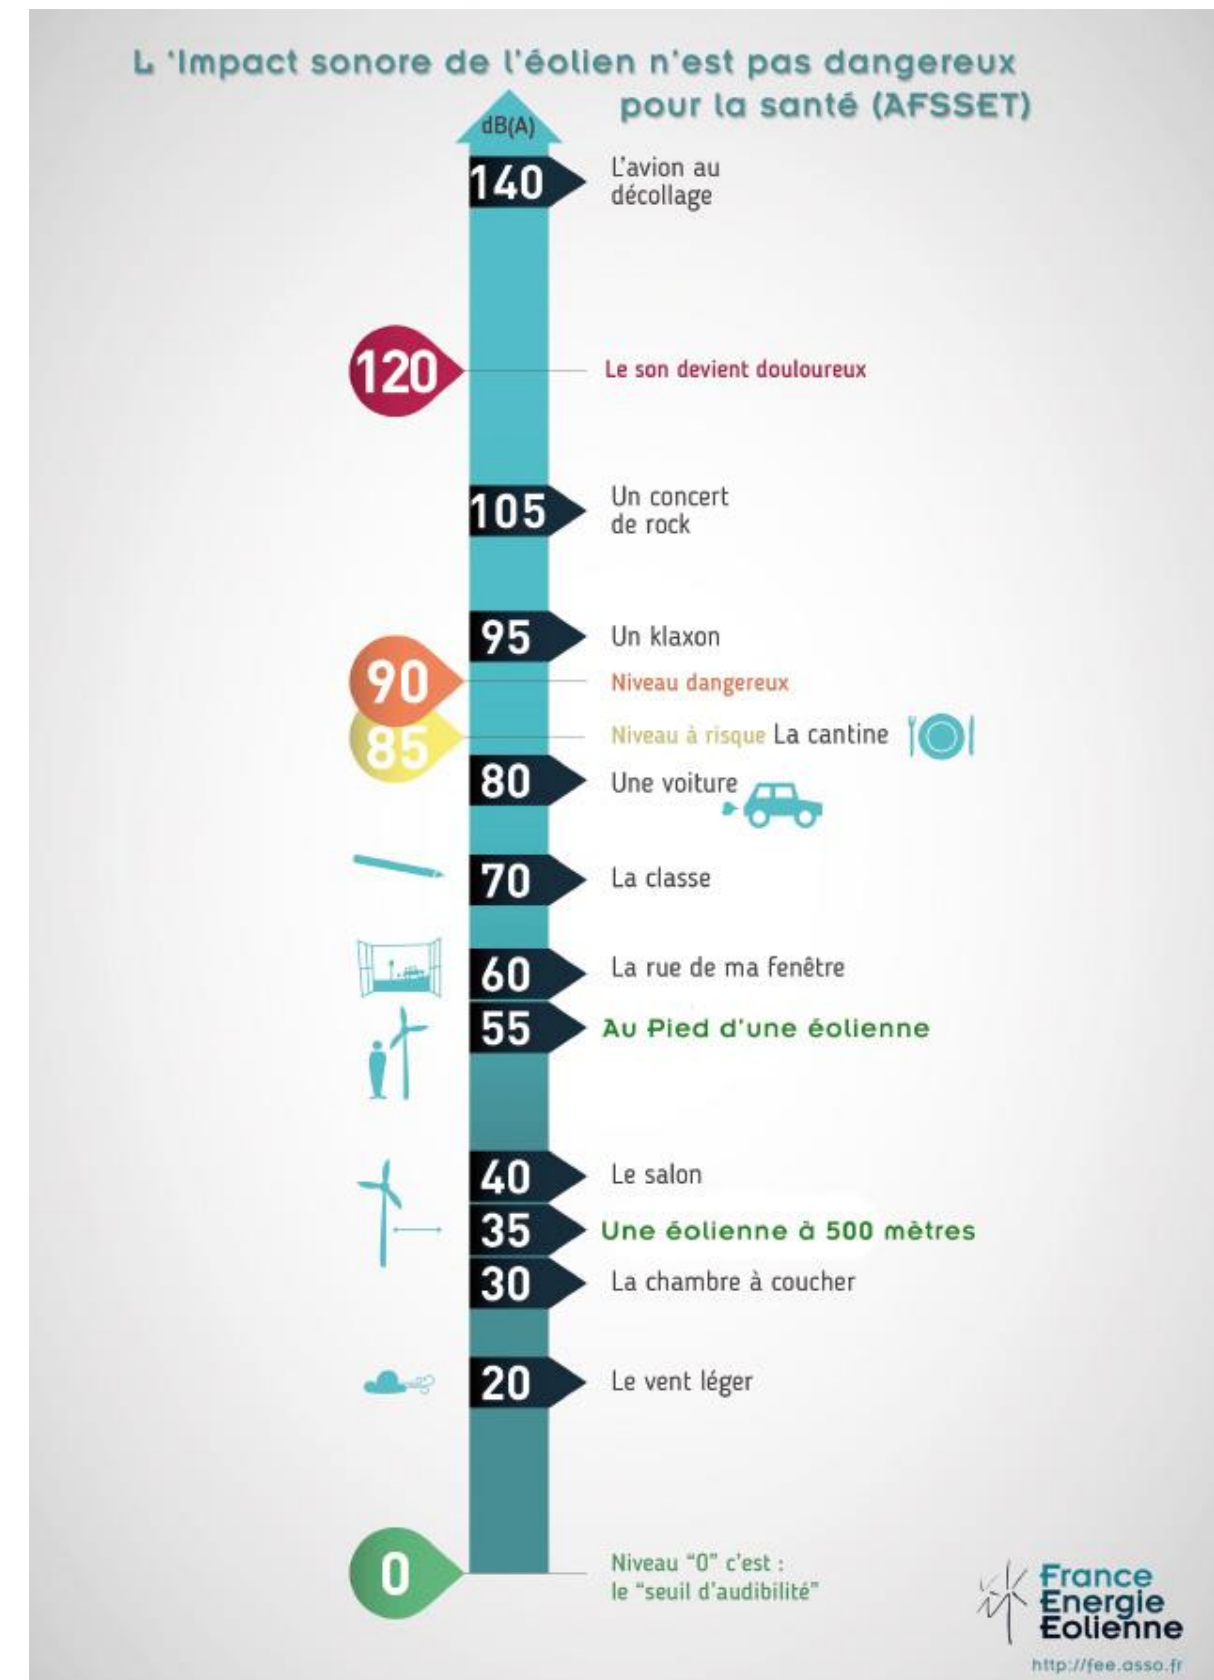 L 'Impact sonore de l'éolien n'est pas dangereux
pour la santé (AFSSET)
dB(A)
140 L'avion au
décollage
120 Le son devient douloureux
105 Un concert
de rock
95 Un klaxon
90 Niveau dangereux
85 Niveau à risque La cantine
80 Une voiture
70 La classe
60 La rue de ma fenêtre
55 Au Pied d'une éolienne
40 Le salon
35 Une éolienne à 500 mètres
30 La chambre à coucher
20 Le vent léger
0 Niveau "0" c'est :
le "seuil d'audibilité"
France
Energie
Eolienne
http://fee.asso.fr